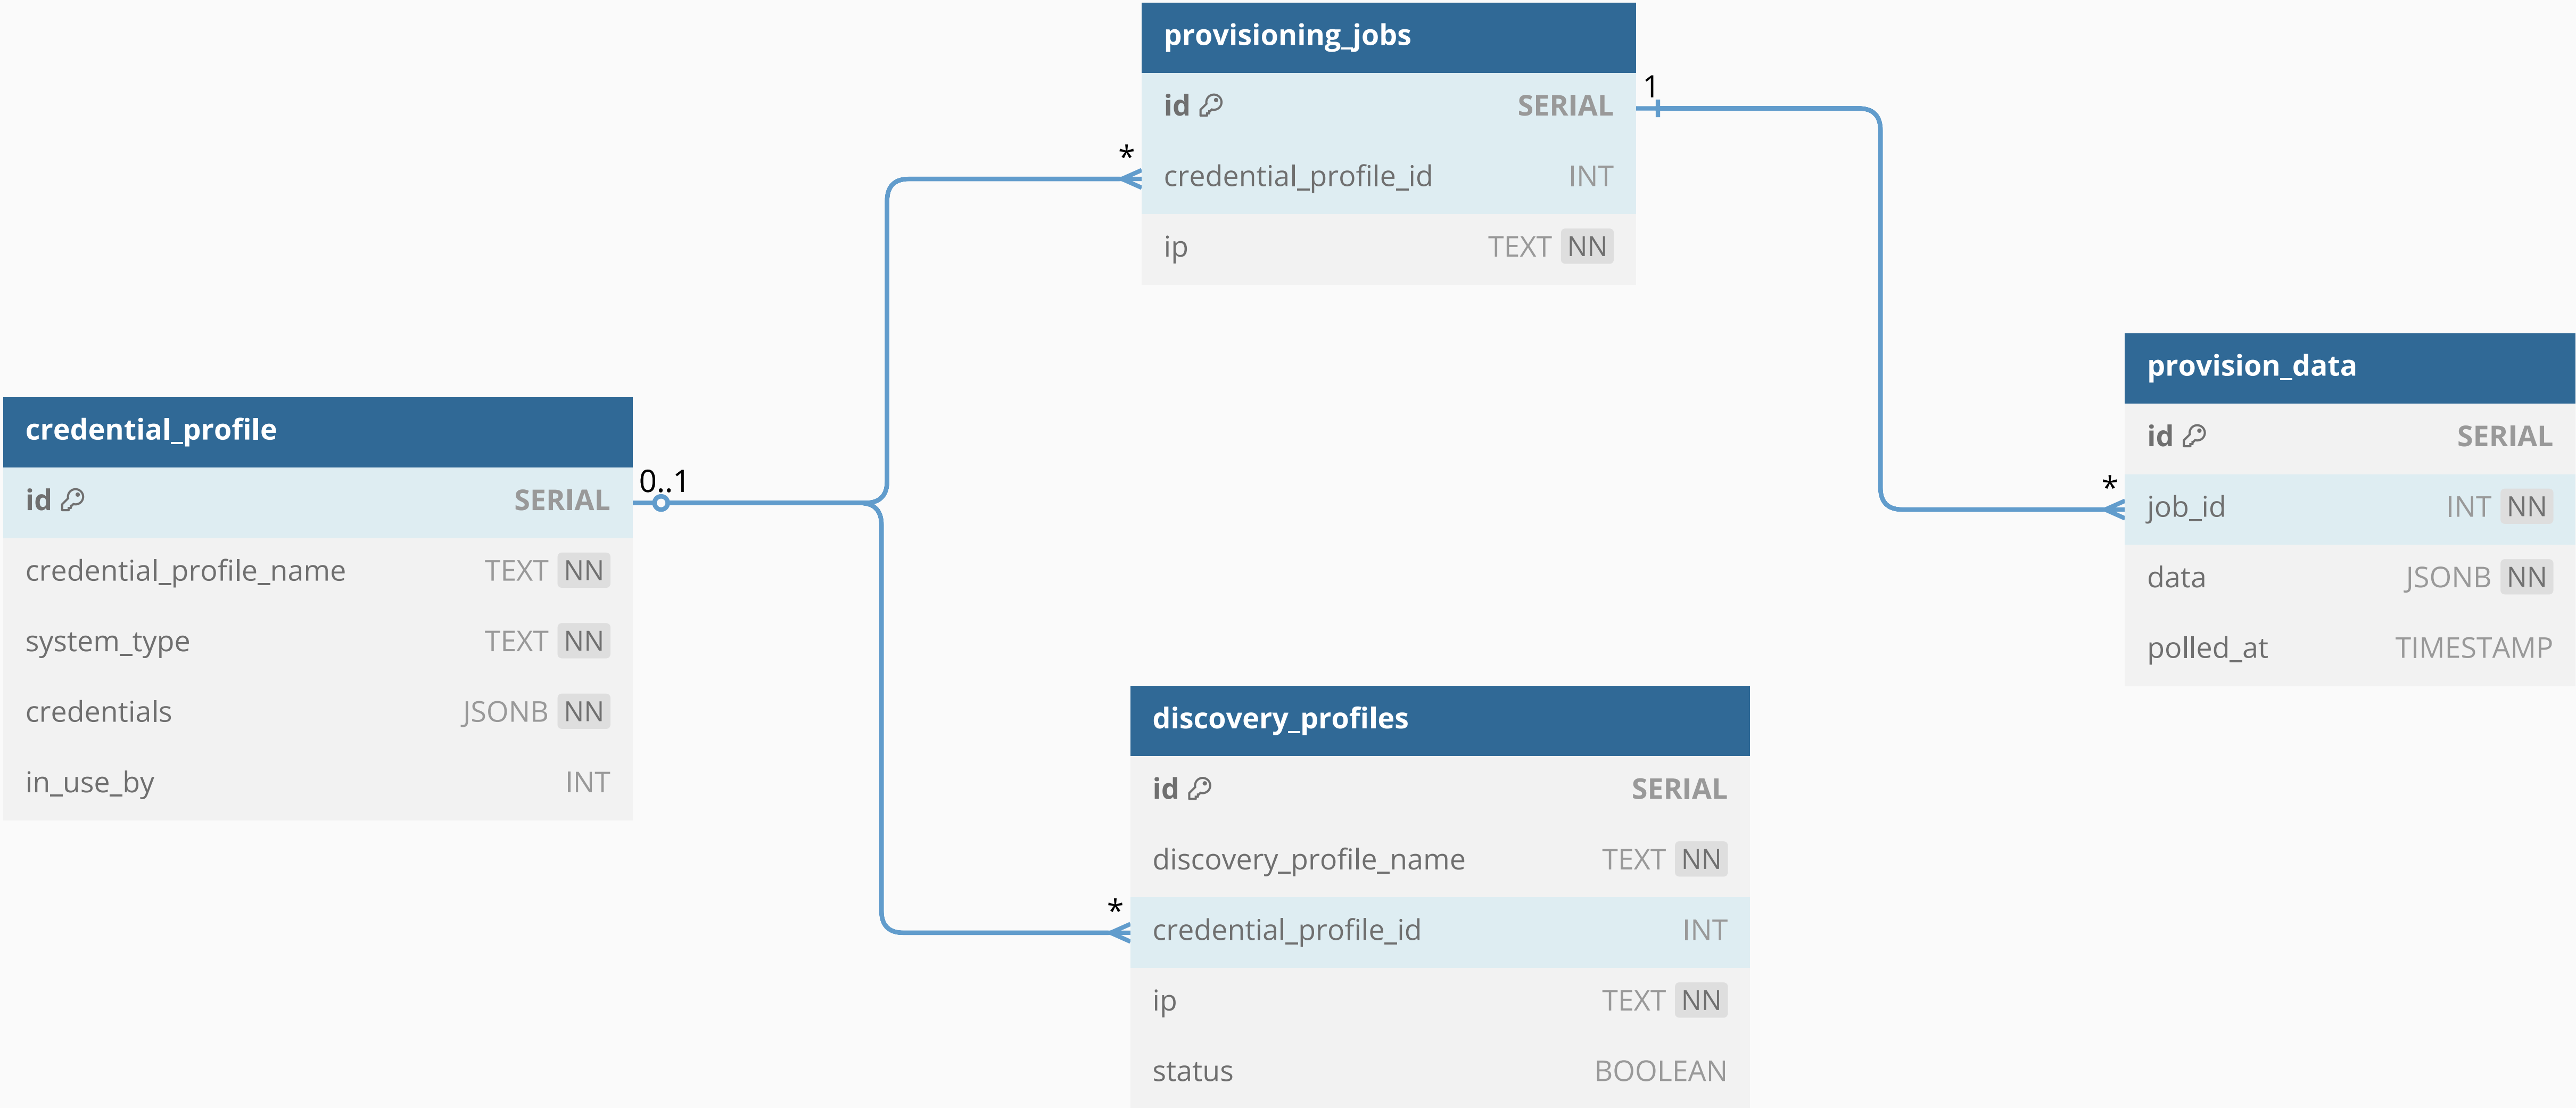 provisioning_jobs
id SERIAL
credential_profile_id INT
ip TEXT NN
1
*
credential_profile
id SERIAL
credential_profile_name TEXT NN
system_type TEXT NN
credentials JSONB NN
in_use_by INT
0..1
provision_data
id SERIAL
job_id INT NN
data JSONB NN
polled_at TIMESTAMP
*
discovery_profiles
id SERIAL
discovery_profile_name TEXT NN
credential_profile_id INT
ip TEXT NN
status BOOLEAN
*